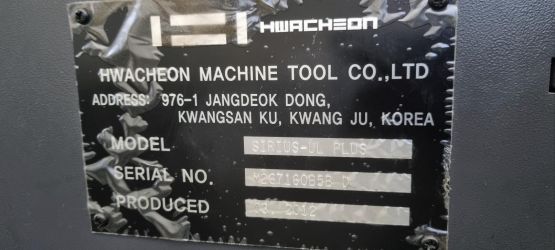 HWACHEON
HWACHEON MACHINE TOOL CO.,LTD
ADDRESS: 976-1 JANGDEOK DONG,
KWANGSAN KU, KWANG JU, KOREA
MODEL SIRIUS-UL PLUS
SERIAL NO.
PRODUCED 2012